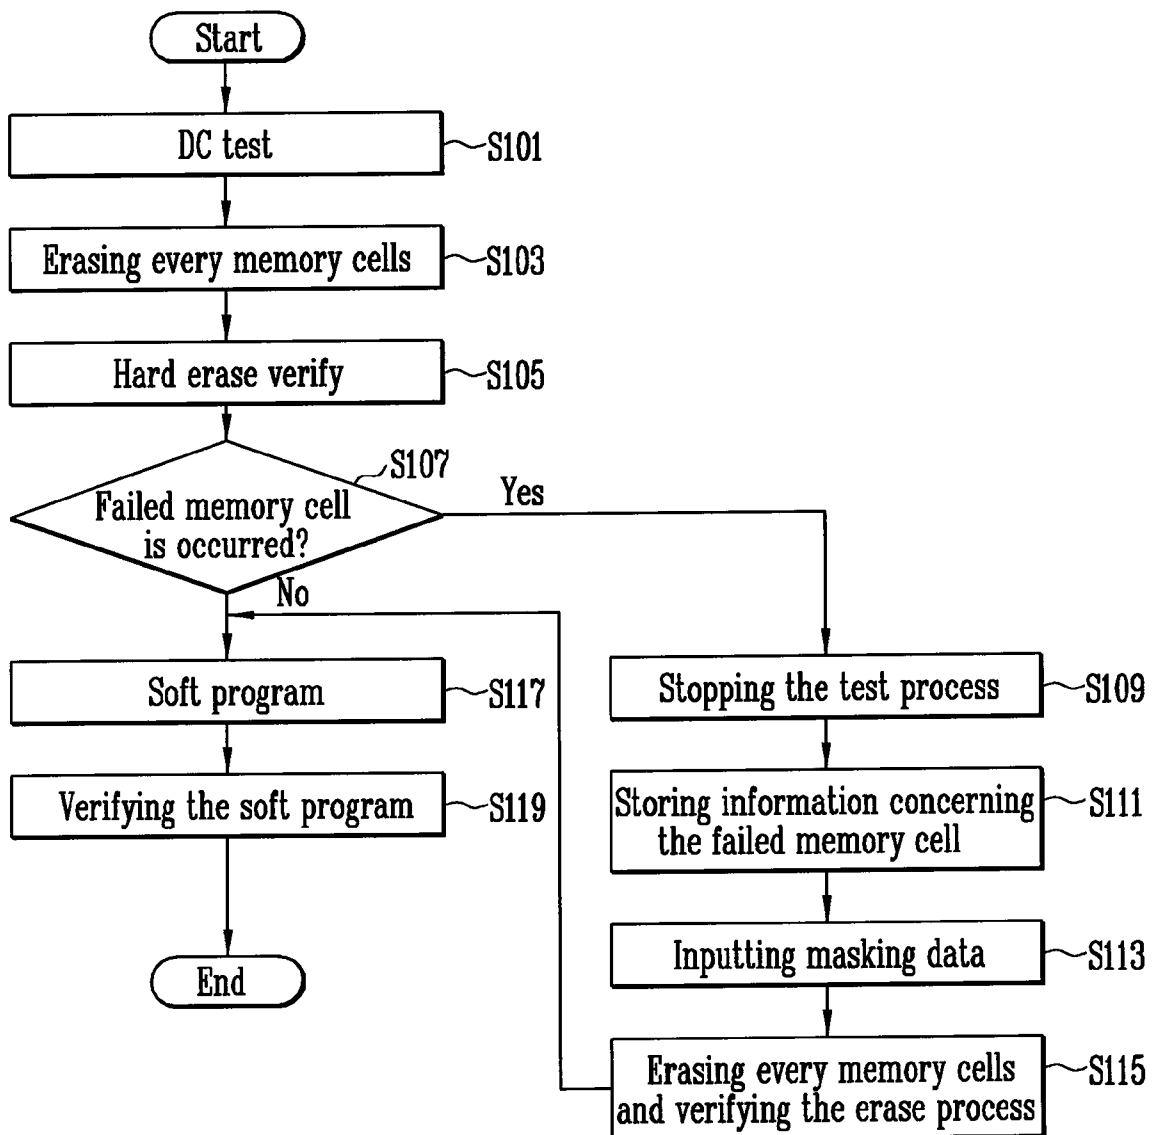 Start
DC test
S101
Erasing every memory cells
S103
Hard erase verify
S105
S107
Failed memory cell
is occurred?
Yes
No
Soft program
S117
Verifying the soft program
S119
End
Stopping the test process
S109
Storing information concerning
the failed memory cell
S111
Inputting masking data
S113
Erasing every memory cells
and verifying the erase process
S115